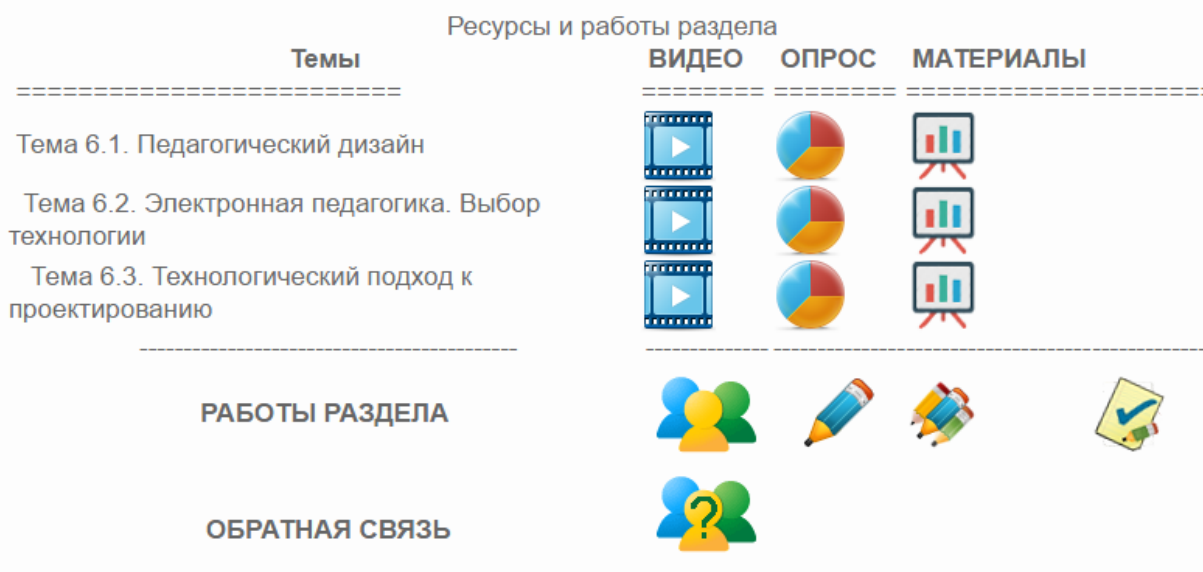 Ресурсы и работы раздела
Темы ВИДЕО ОПРОС МАТЕРИАЛЫ
Тема 6.1. Педагогический дизайн
Тема 6.2. Электронная педагогика. Выбор
технологии
Тема 6.3. Технологический подход к
проектированию
РАБОТЫ РАЗДЕЛА
?
ОБРАТНАЯ СВЯЗЬ